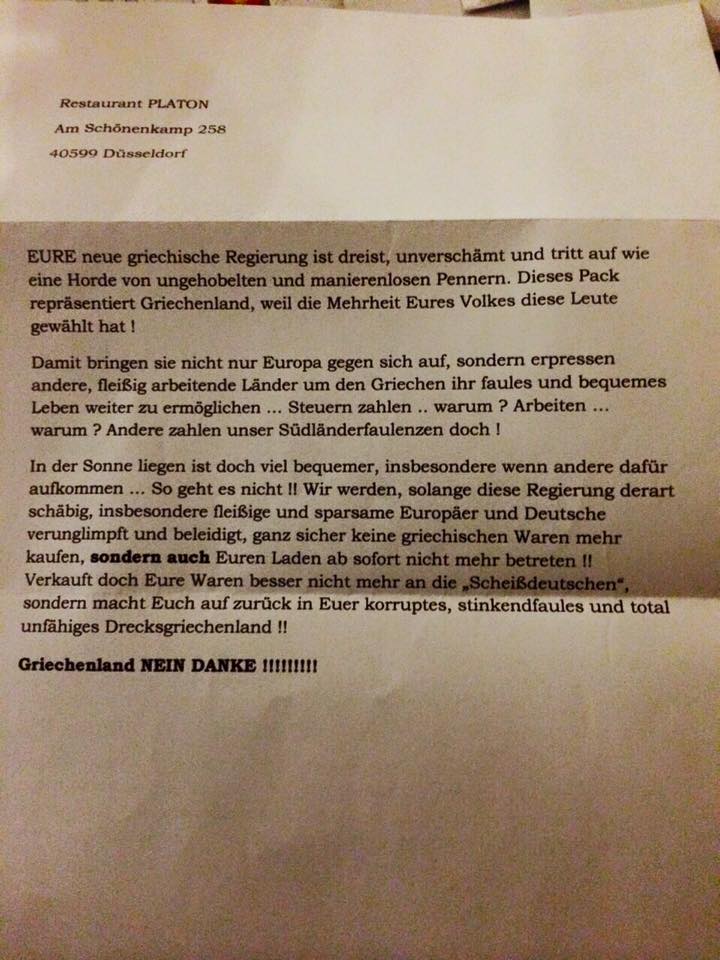 Restaurant PLATON
Am Schönenkamp 258
40599 Düsseldorf
EURE neue griechische Regierung ist dreist, unverschämt und tritt auf wie
eine Horde von ungehobelten und manierenlosen Pennern. Dieses Pack
repräsentiert Griechenland, weil die Mehrheit Eures Volkes diese Leute
gewählt hat !
Damit bringen sie nicht nur Europa gegen sich auf, sondern erpressen
andere, fleißig arbeitende Länder um den Griechen ihr faules und bequemes
Leben weiter zu ermöglichen ... Steuern zahlen .. warum ? Arbeiten ...
warum ? Andere zahlen unser Südländerfaulenzen doch !
In der Sonne liegen ist doch viel bequemer, insbesondere wenn andere dafür
aufkommen ... So geht es nicht !! Wir werden, solange diese Regierung derart
schäbig, insbesondere fleißige und sparsame Europäer und Deutsche
verunglimpft und beleidigt, ganz sicher keine griechischen Waren mehr
kaufen, sondern auch Euren Laden ab sofort nicht mehr betreten !!
Verkauft doch Eure Waren besser nicht mehr an die „Scheißdeutschen“,
sondern macht Euch auf zurück in Euer korruptes, stinkendfaules und total
unfähiges Drecksgriechenland !!
Griechenland NEIN DANKE !!!!!!!!!